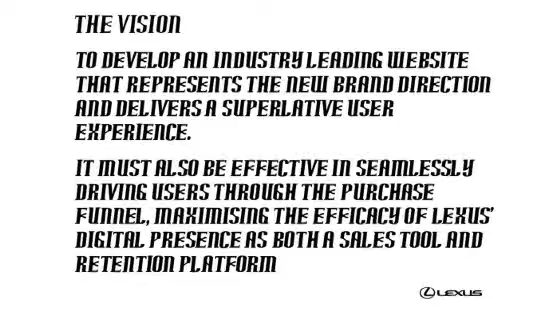 THE VISION
TO DEVELOP AN INDUSTRY LEADING WEBSITE
THAT REPRESENTS THE NEW BRAND DIRECTION
AND DELIVERS A SUPERLATIVE USER
EXPERIENCE.
IT MUST ALSO BE EFFECTIVE IN SEAMLESSLY
DRIVING USERS THROUGH THE PURCHASE
FUNNEL, MAXIMISING THE EFFICACY OF LEXUS'
DIGITAL PRESENCE AS BOTH A SALES TOOL AND
RETENTION PLATFORM
LEXUS